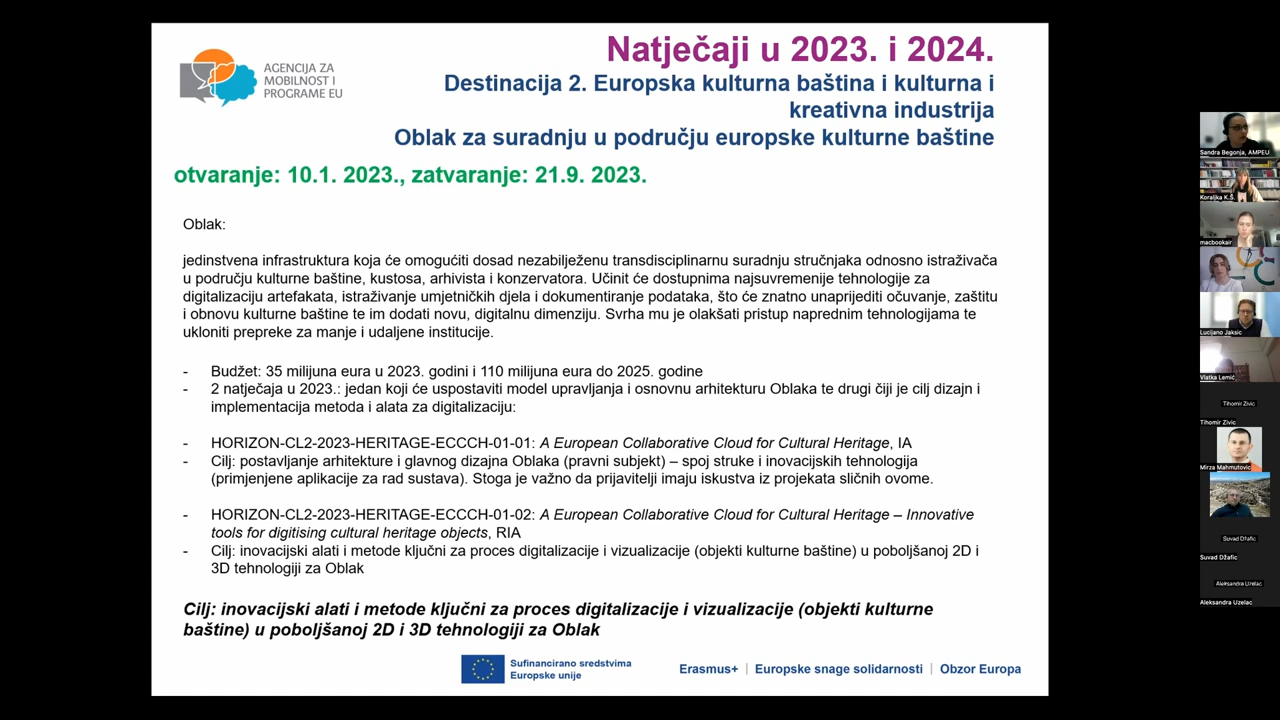 AGENCIJA ZA
MOBILNOST I
PROGRAME EU
Natječaji u 2023. i 2024.
Destinacija 2. Europska kulturna baština i kulturna i
kreativna industrija
Oblak za suradnju u području europske kulturne baštine
otvaranje: 10.1. 2023., zatvaranje: 21.9. 2023.
Oblak:
jedinstvena infrastruktura koja će omogućiti dosad nezabilježenu transdisciplinarnu suradnju stručnjaka odnosno istraživača
u području kulturne baštine, kustosa, arhivista i konzervatora. Učinit će dostupnima najsuvremenije tehnologije za
digitalizaciju artefakata, istraživanje umjetničkih djela i dokumentiranje podataka, što će znatno unaprijediti očuvanje, zaštitu
i obnovu kulturne baštine te im dodati novu, digitalnu dimenziju. Svrha mu je olakšati pristup naprednim tehnologijama te
ukloniti prepreke za manje i udaljene institucije.
- Budžet: 35 milijuna eura u 2023. godini i 110 milijuna eura do 2025. godine
- 2 natječaja u 2023.: jedan koji će uspostaviti model upravljanja i osnovnu arhitekturu Oblaka te drugi čiji je cilj dizajn i
implementacija metoda i alata za digitalizaciju:
- HORIZON-CL2-2023-HERITAGE-ECCCH-01-01: A European Collaborative Cloud for Cultural Heritage, IA
- Cilj: postavljanje arhitekture i glavnog dizajna Oblaka (pravni subjekt) – spoj struke i inovacijskih tehnologija
(primjenjene aplikacije za rad sustava). Stoga je važno da prijavitelji imaju iskustva iz projekata sličnih ovome.
- HORIZON-CL2-2023-HERITAGE-ECCCH-01-02: A European Collaborative Cloud for Cultural Heritage – Innovative
tools for digitising cultural heritage objects, RIA
- Cilj: inovacijski alati i metode ključni za proces digitalizacije i vizualizacije (objekti kulturne baštine) u poboljšanoj 2D i
3D tehnologiji za Oblak
Cilj: inovacijski alati i metode ključni za proces digitalizacije i vizualizacije (objekti kulturne
baštine) u poboljšanoj 2D i 3D tehnologiji za Oblak
Sufinancirano sredstvima
Europske unije
Erasmus+ | Europske snage solidarnosti | Obzor Europa
Sandra Begonja, AMPEU
Koraljka K.Š.
macbookair
Lucijano Jaksic
Vlatka Lemić
Tihomir Zivic
Tihomir Zivic
Mirza Mahmutovic
Suvad Džafic
Suvad Džafic
Aleksandra Uzelac
Aleksandra Uzelac